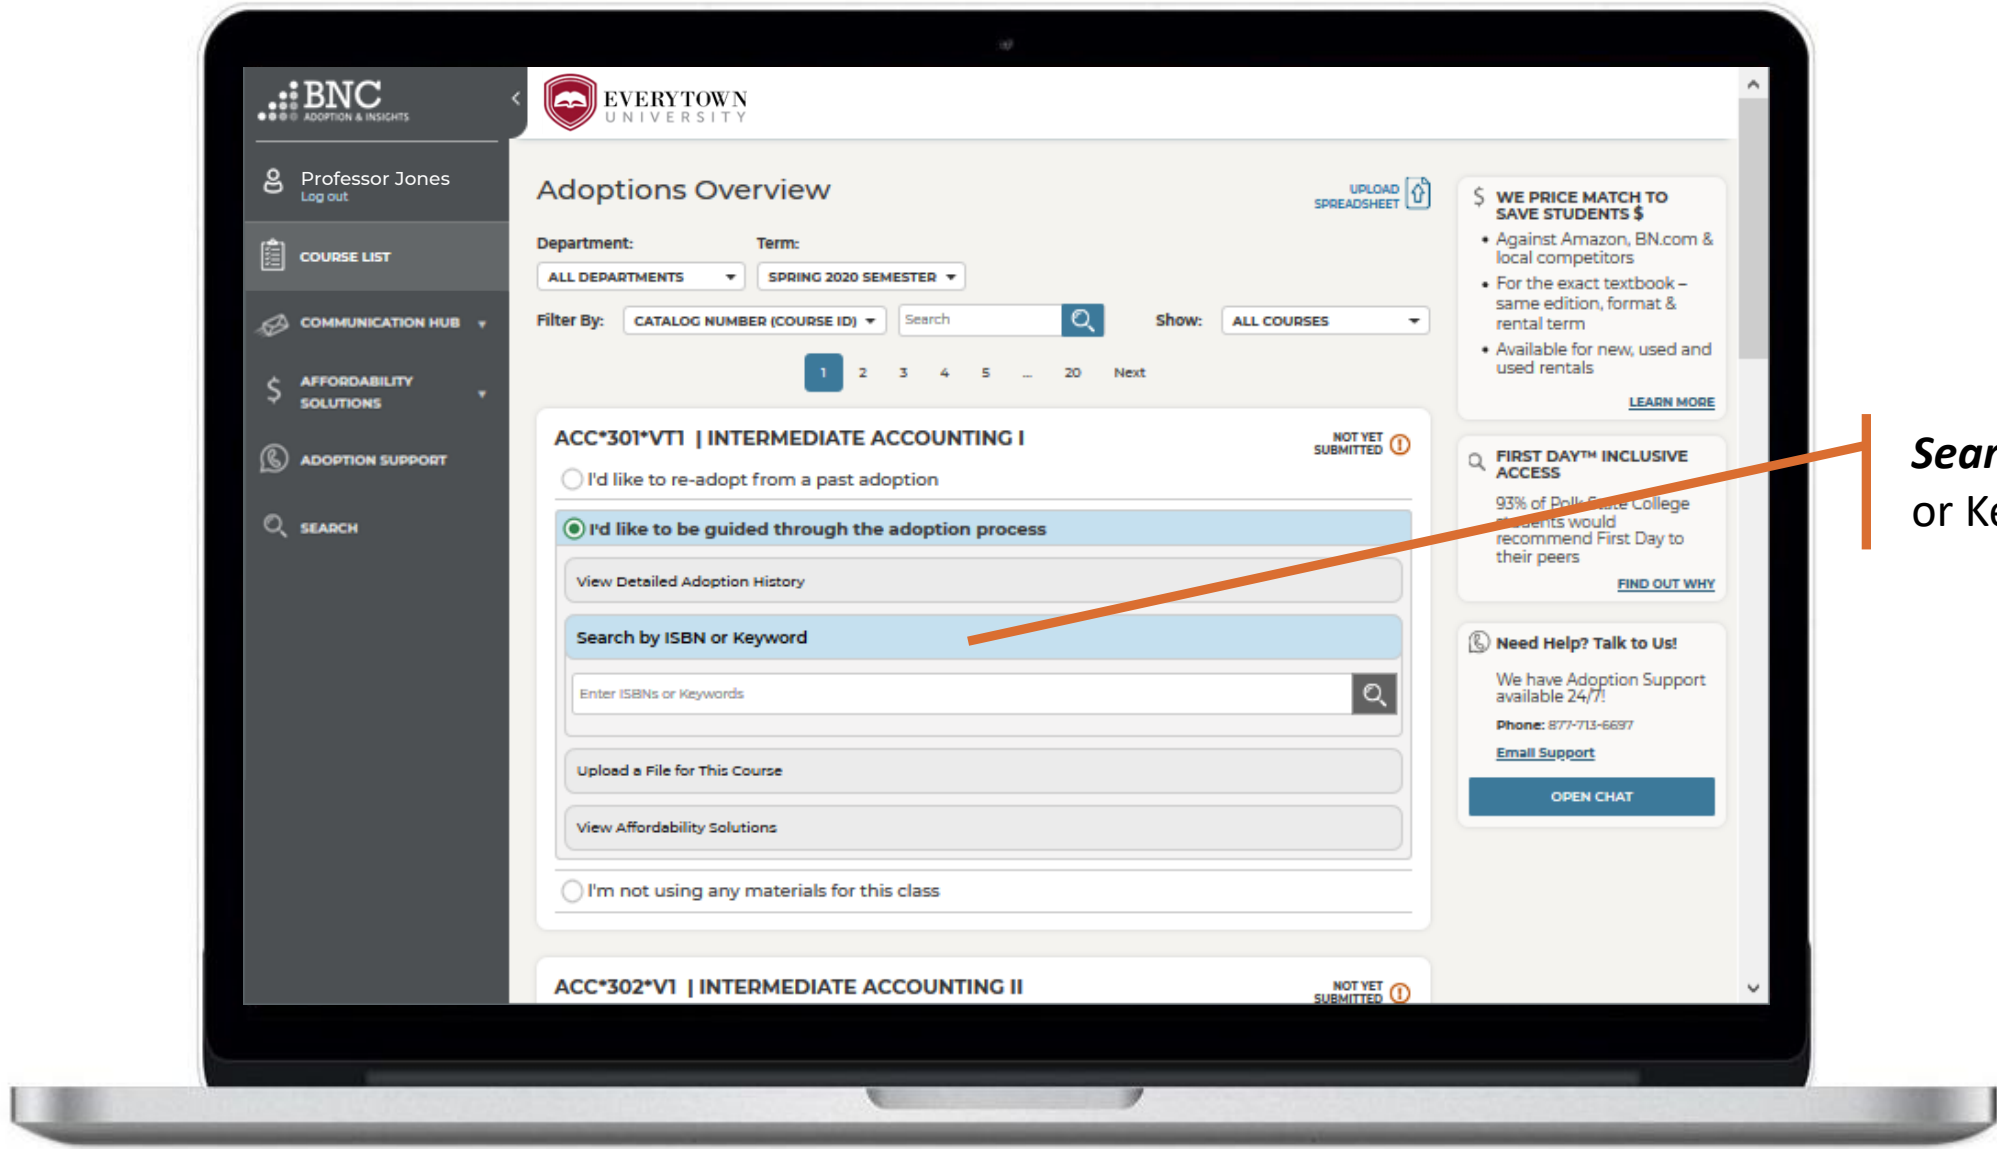 BNC
ADOPTION & INSIGHTS
Professor Jones
Log out
COURSE LIST
COMMUNICATION HUB
AFFORDABILITY
SOLUTIONS
ADOPTION SUPPORT
SEARCH
EVERYTOWN
UNIVERSITY
Adoptions Overview
UPLOAD
SPREADSHEET
Department:
Term:
ALL DEPARTMENTS
SPRING 2020 SEMESTER
Filter By:
CATALOG NUMBER (COURSE ID)
Search
Show:
ALL COURSES
1 2 3 4 5 ... 20 Next
ACC*301*VT1 | INTERMEDIATE ACCOUNTING I
NOT YET
SUBMITTED
I'd like to re-adopt from a past adoption
I'd like to be guided through the adoption process
View Detailed Adoption History
Search by ISBN or Keyword
Enter ISBNs or Keywords
Upload a File for This Course
View Affordability Solutions
I'm not using any materials for this class
ACC*302*V1 | INTERMEDIATE ACCOUNTING II
NOT YET
SUBMITTED
$ WE PRICE MATCH TO
SAVE STUDENTS $
• Against Amazon, BN.com &
local competitors
• For the exact textbook –
same edition, format &
rental term
• Available for new, used and
used rentals
LEARN MORE
FIRST DAY™ INCLUSIVE
ACCESS
93% of Polk State College
students would
recommend First Day to
their peers
FIND OUT WHY
Need Help? Talk to Us!
We have Adoption Support
available 24/7!
Phone: 877-713-6697
Email Support
OPEN CHAT
Sear
or Ke